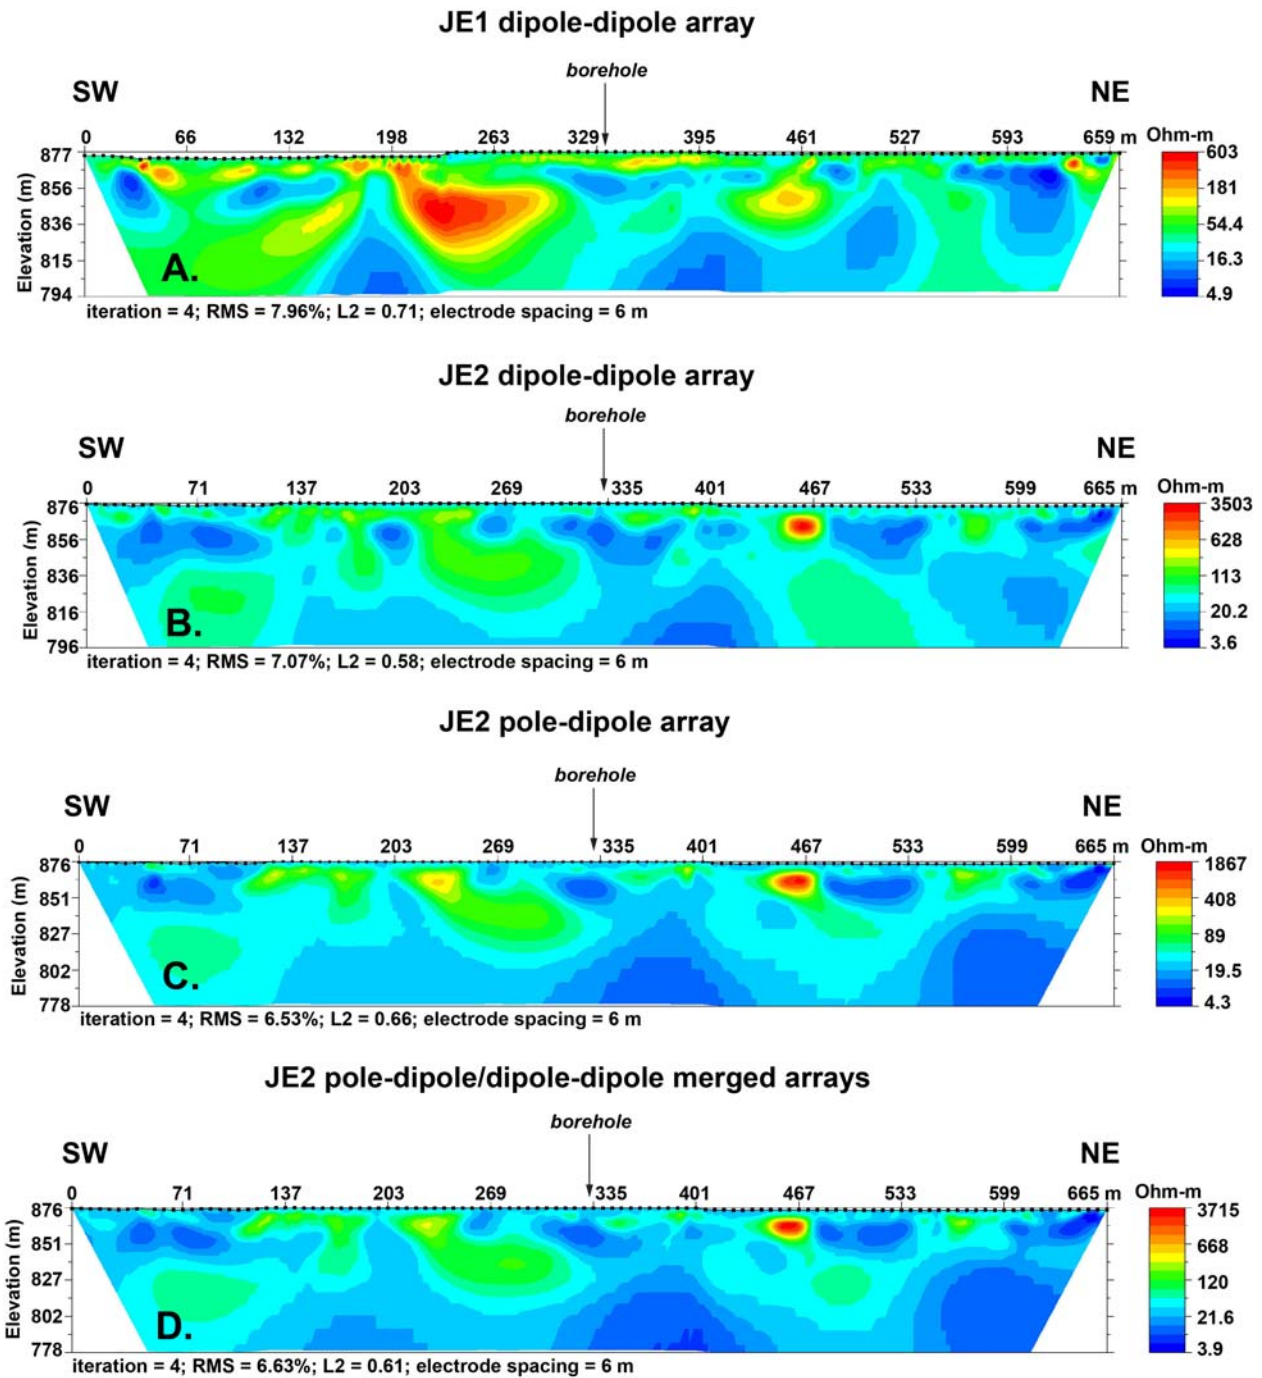 JE1 dipole-dipole array
borehole
SW NE
0 66 132 198 263 329 395 461 527 593 659 m Ohm-m
877 603
856 181
836 54.4
815 16.3
794 4.9
Elevation (m)
A.
iteration = 4; RMS = 7.96%; L2 = 0.71; electrode spacing = 6 m
JE2 dipole-dipole array
borehole
SW NE
0 71 137 203 269 335 401 467 533 599 665 m Ohm-m
876 3503
856 628
836 113
816 20.2
796 3.6
Elevation (m)
B.
iteration = 4; RMS = 7.07%; L2 = 0.58; electrode spacing = 6 m
JE2 pole-dipole array
borehole
SW NE
0 71 137 203 269 335 401 467 533 599 665 m Ohm-m
876 1867
851 408
827 89
802 19.5
778 4.3
Elevation (m)
C.
iteration = 4; RMS = 6.53%; L2 = 0.66; electrode spacing = 6 m
JE2 pole-dipole/dipole-dipole merged arrays
borehole
SW NE
0 71 137 203 269 335 401 467 533 599 665 m Ohm-m
876 3715
851 668
827 120
802 21.6
778 3.9
Elevation (m)
D.
iteration = 4; RMS = 6.63%; L2 = 0.61; electrode spacing = 6 m